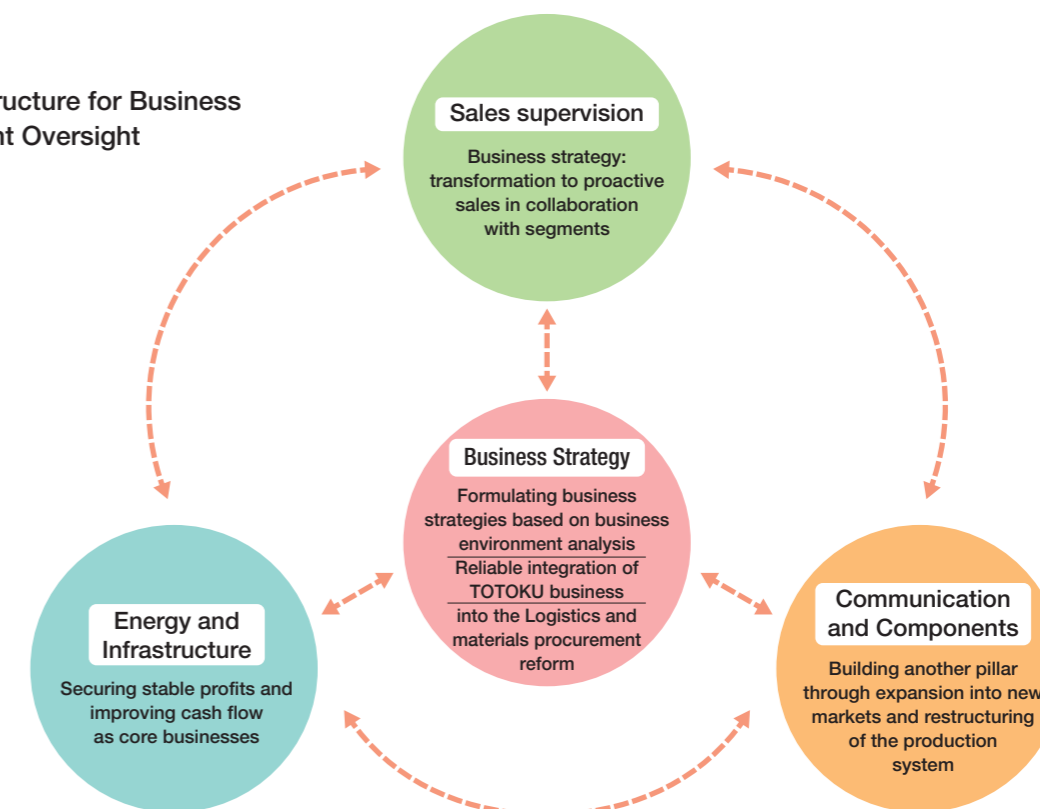 ructure for Business
nt Oversight
Sales supervision
Business strategy:
transformation to proactive
sales in collaboration
with segments
Business Strategy
Formulating business
strategies based on business
environment analysis
Reliable integration of
TOTOKU business
into the Logistics and
materials procurement
reform
Energy and
Infrastructure
Securing stable profits and
improving cash flow
as core businesses
Communication
and Components
Building another pillar
through expansion into new
markets and restructuring
of the production
system